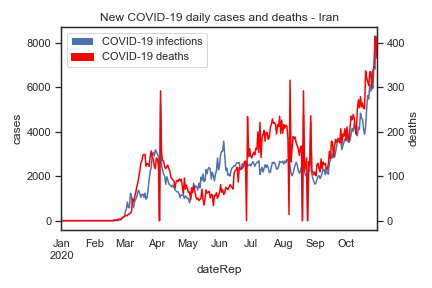 New COVID-19 daily cases and deaths - Iran
COVID-19 infections
COVID-19 deaths
8000
6000
4000
2000
0
cases
400
300
200
100
0
deaths
Jan Feb Mar Apr May Jun Jul Aug Sep Oct
2020
dateRep